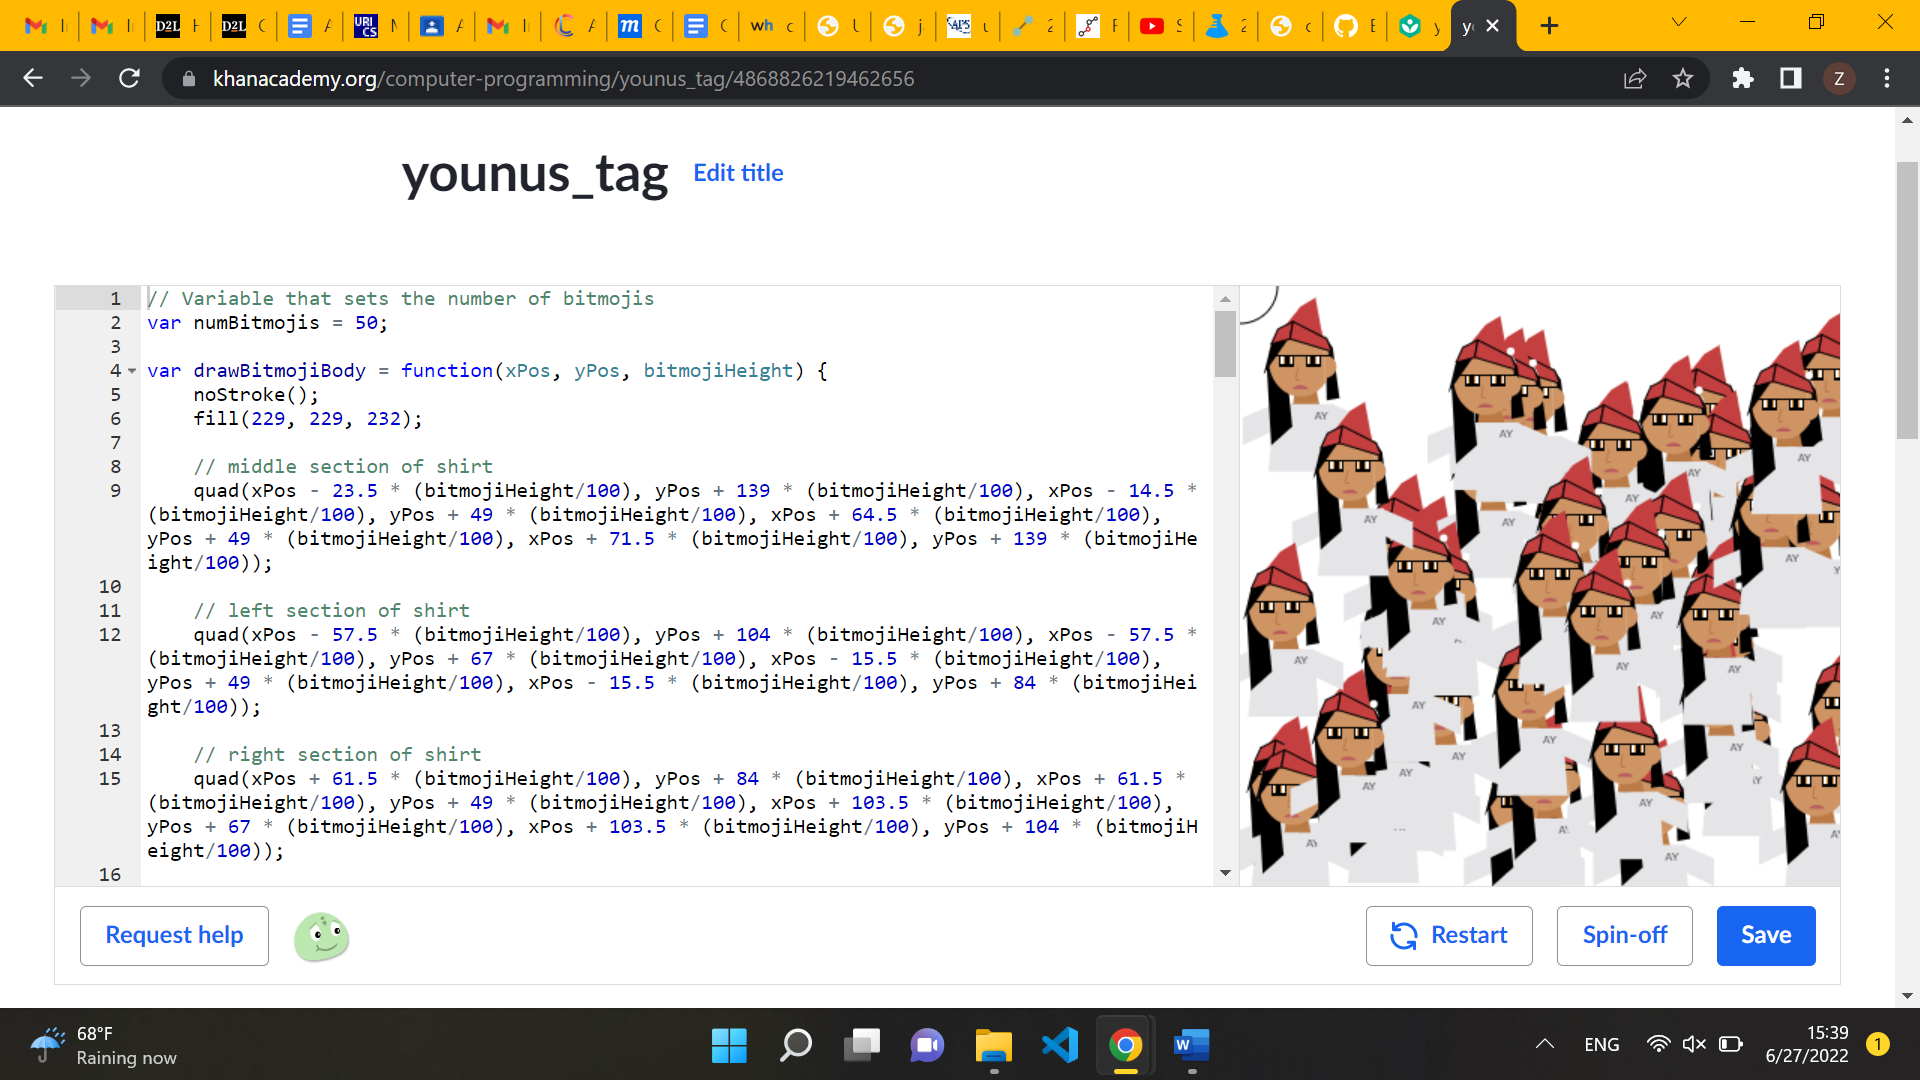 khanacademy.org/computer-programming/younus_tag/4868826219462656
Z
younus_tag Edit title
1 // Variable that sets the number of bitmojis
2 var numBitmojis = 50;
3
4 var drawBitmojiBody = function(xPos, yPos, bitmojiHeight) {
5 noStroke();
6 fill(229, 229, 232);
7
8 // middle section of shirt
9 quad(xPos - 23.5 * (bitmojiHeight/100), yPos + 139 * (bitmojiHeight/100), xPos - 14.5 *
(bitmojiHeight/100), yPos + 49 * (bitmojiHeight/100), xPos + 64.5 * (bitmojiHeight/100),
yPos + 49 * (bitmojiHeight/100), xPos + 71.5 * (bitmojiHeight/100), yPos + 139 * (bitmojiHe
ight/100));
10
11 // left section of shirt
12 quad(xPos - 57.5 * (bitmojiHeight/100), yPos + 104 * (bitmojiHeight/100), xPos - 57.5 *
(bitmojiHeight/100), yPos + 67 * (bitmojiHeight/100), xPos - 15.5 * (bitmojiHeight/100),
yPos + 49 * (bitmojiHeight/100), xPos - 15.5 * (bitmojiHeight/100), yPos + 84 * (bitmojiHei
ght/100));
13
14 // right section of shirt
15 quad(xPos + 61.5 * (bitmojiHeight/100), yPos + 84 * (bitmojiHeight/100), xPos + 61.5 *
(bitmojiHeight/100), yPos + 49 * (bitmojiHeight/100), xPos + 103.5 * (bitmojiHeight/100),
yPos + 67 * (bitmojiHeight/100), xPos + 103.5 * (bitmojiHeight/100), yPos + 104 * (bitmojiH
eight/100));
16
AY
Request help
Restart
Spin-off
Save
68°F
Raining now
ENG
15:39
6/27/2022
1